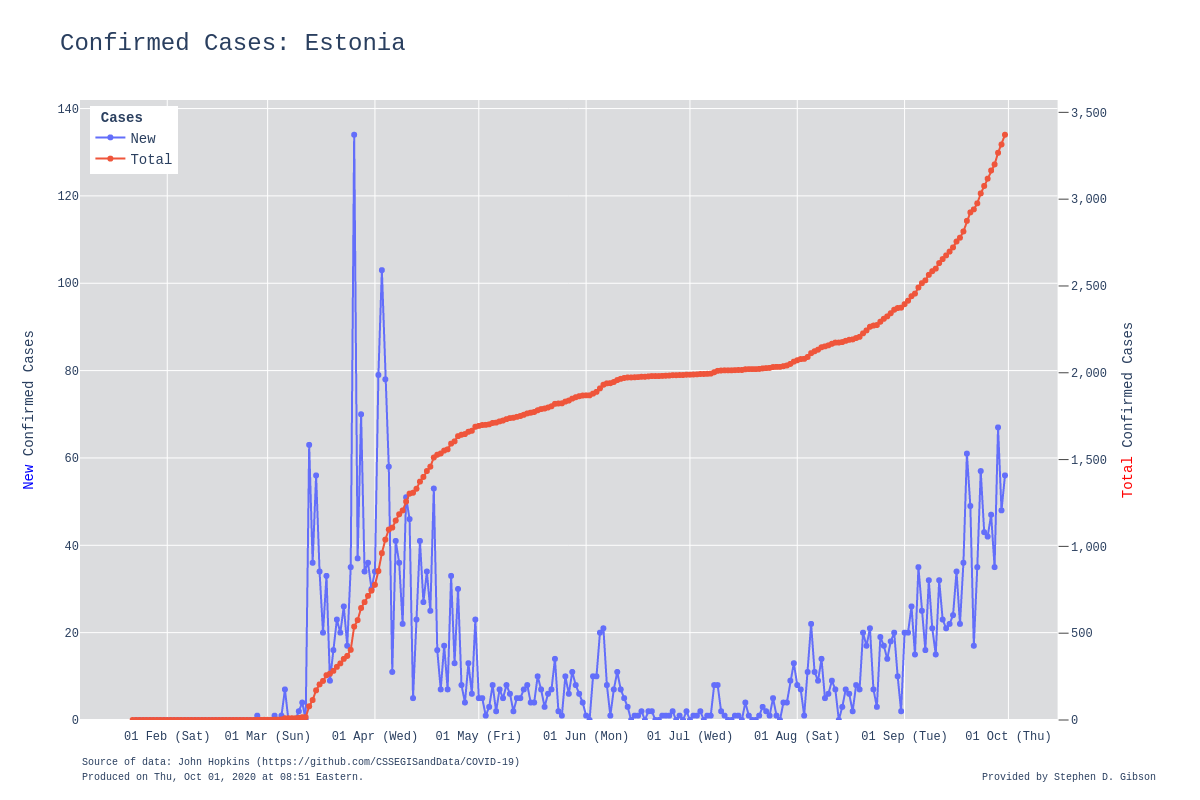 Confirmed Cases: Estonia
Cases
New
Total
140
120
100
80
60
40
20
0
3,500
3,000
2,500
2,000
1,500
1,000
500
0
New Confirmed Cases
Total Confirmed Cases
01 Feb (Sat) 01 Mar (Sun) 01 Apr (Wed) 01 May (Fri) 01 Jun (Mon) 01 Jul (Wed) 01 Aug (Sat) 01 Sep (Tue) 01 Oct (Thu)
Source of data: John Hopkins (https://github.com/CSSEGISandData/COVID-19)
Produced on Thu, Oct 01, 2020 at 08:51 Eastern.
Provided by Stephen D. Gibson